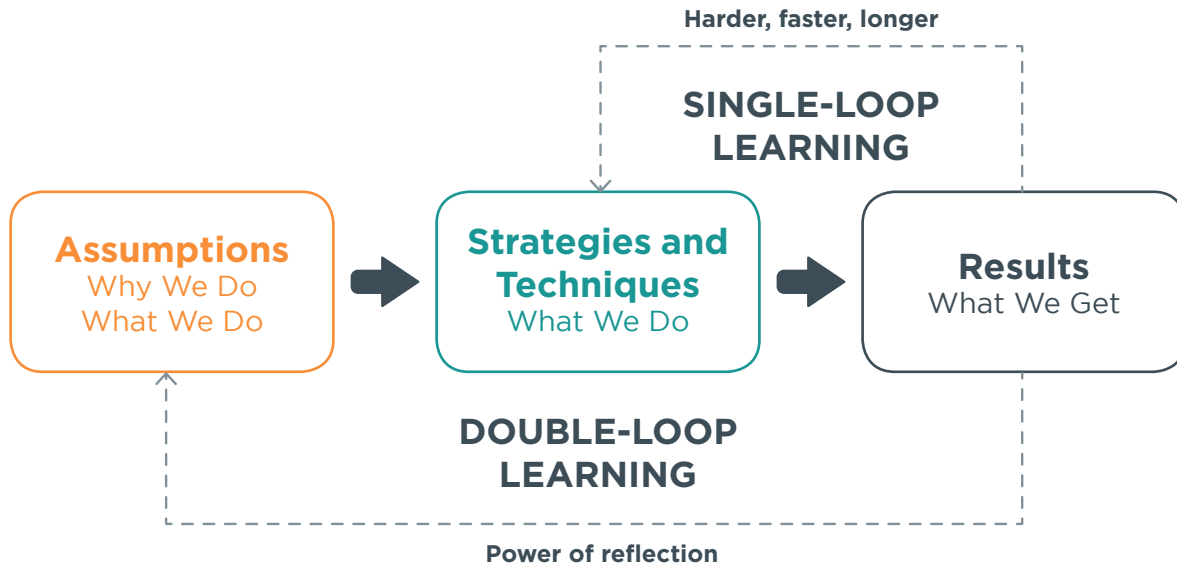 Harder, faster, longer
SINGLE-LOOP
LEARNING
Assumptions
Why We Do
What We Do
Strategies and
Techniques
What We Do
Results
What We Get
DOUBLE-LOOP
LEARNING
Power of reflection